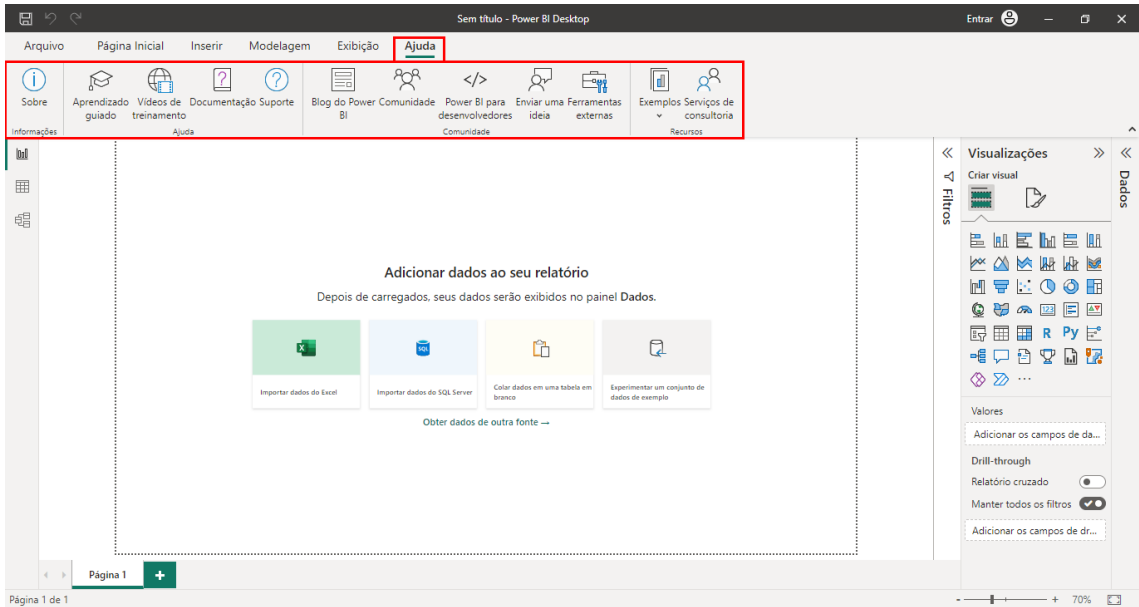 Sem título - Power BI Desktop
Entrar
Arquivo Página Inicial Inserir Modelagem Exibição Ajuda
Sobre
Aprendizado guiado
Vídeos de treinamento
Documentação
Suporte
Blog do Power BI
Comunidade
Power BI para desenvolvedores
Enviar uma ideia
Ferramentas externas
Exemplos
Serviços de consultoria
Informações
Ajuda
Comunidade
Recursos
Adicionar dados ao seu relatório
Depois de carregados, seus dados serão exibidos no painel Dados.
Importar dados do Excel
Importar dados do SQL Server
Colar dados em uma tabela em
branco
Experimentar um conjunto de
dados de exemplo
SQL
Obter dados de outra fonte →
Filtros
Visualizações
Criar visual
123
R Py
Valores
Adicionar os campos de da...
Drill-through
Relatório cruzado
Manter todos os filtros
Adicionar os campos de dr...
Dados
Página 1
Página 1 de 1
70%